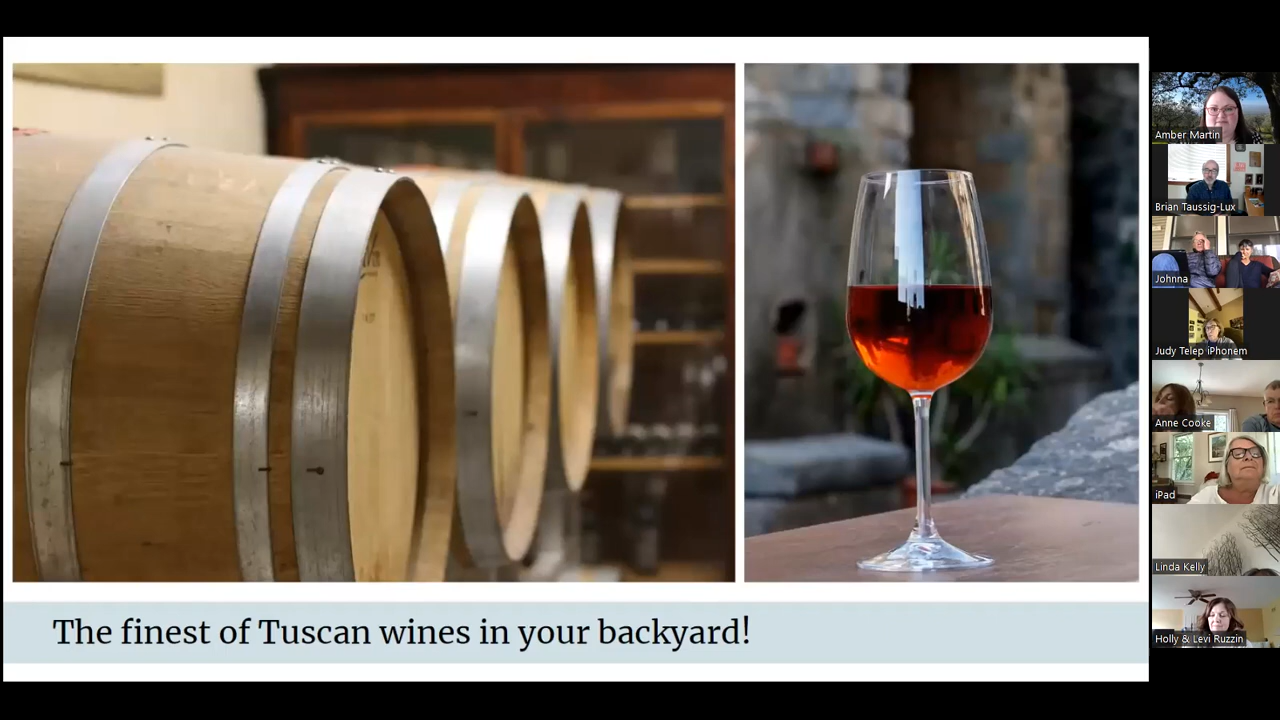 The finest of Tuscan wines in your backyard!
Amber Martin
Brian Taussig-Lux
Johnna
Judy Telep iPhonem
Anne Cooke
iPad
Linda Kelly
Holly & Levi Ruzzin